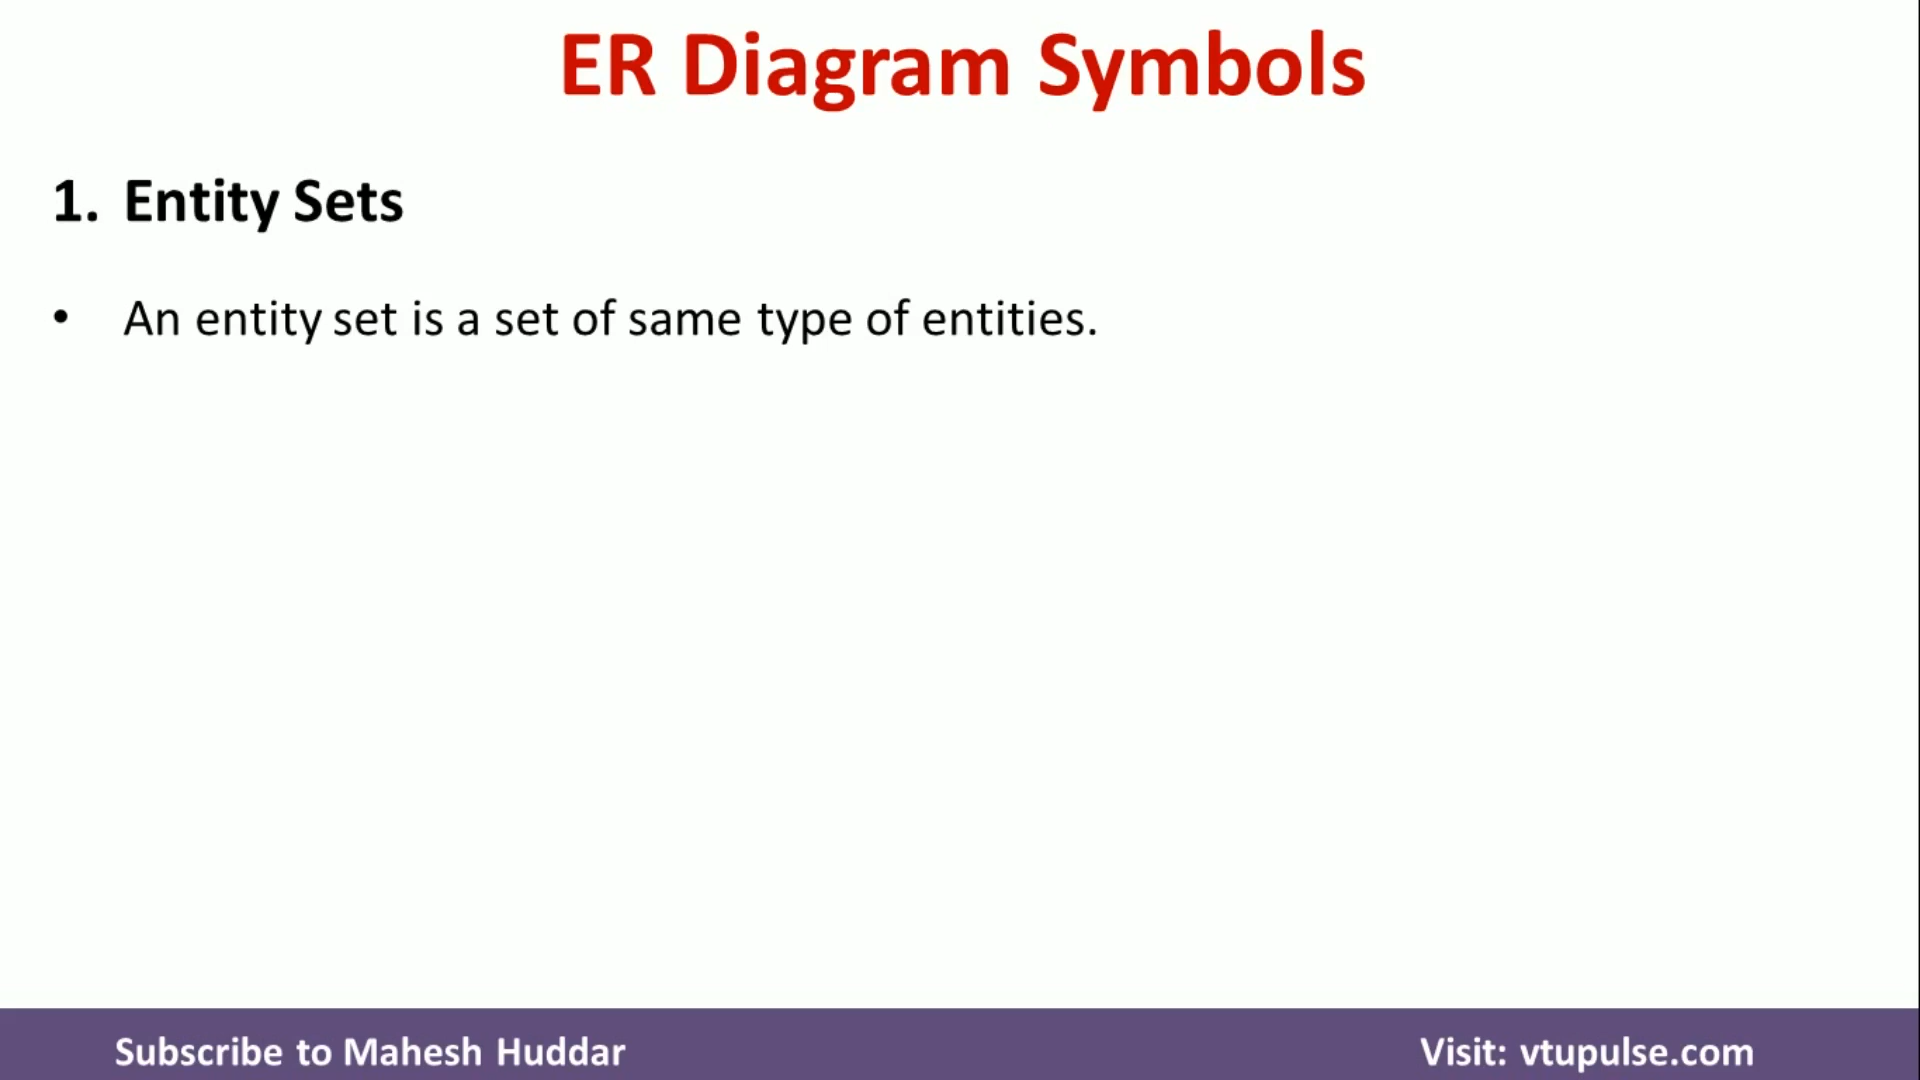 ER Diagram Symbols
1. Entity Sets
• An entity set is a set of same type of entities.
Subscribe to Mahesh Huddar
Visit: vtupulse.com